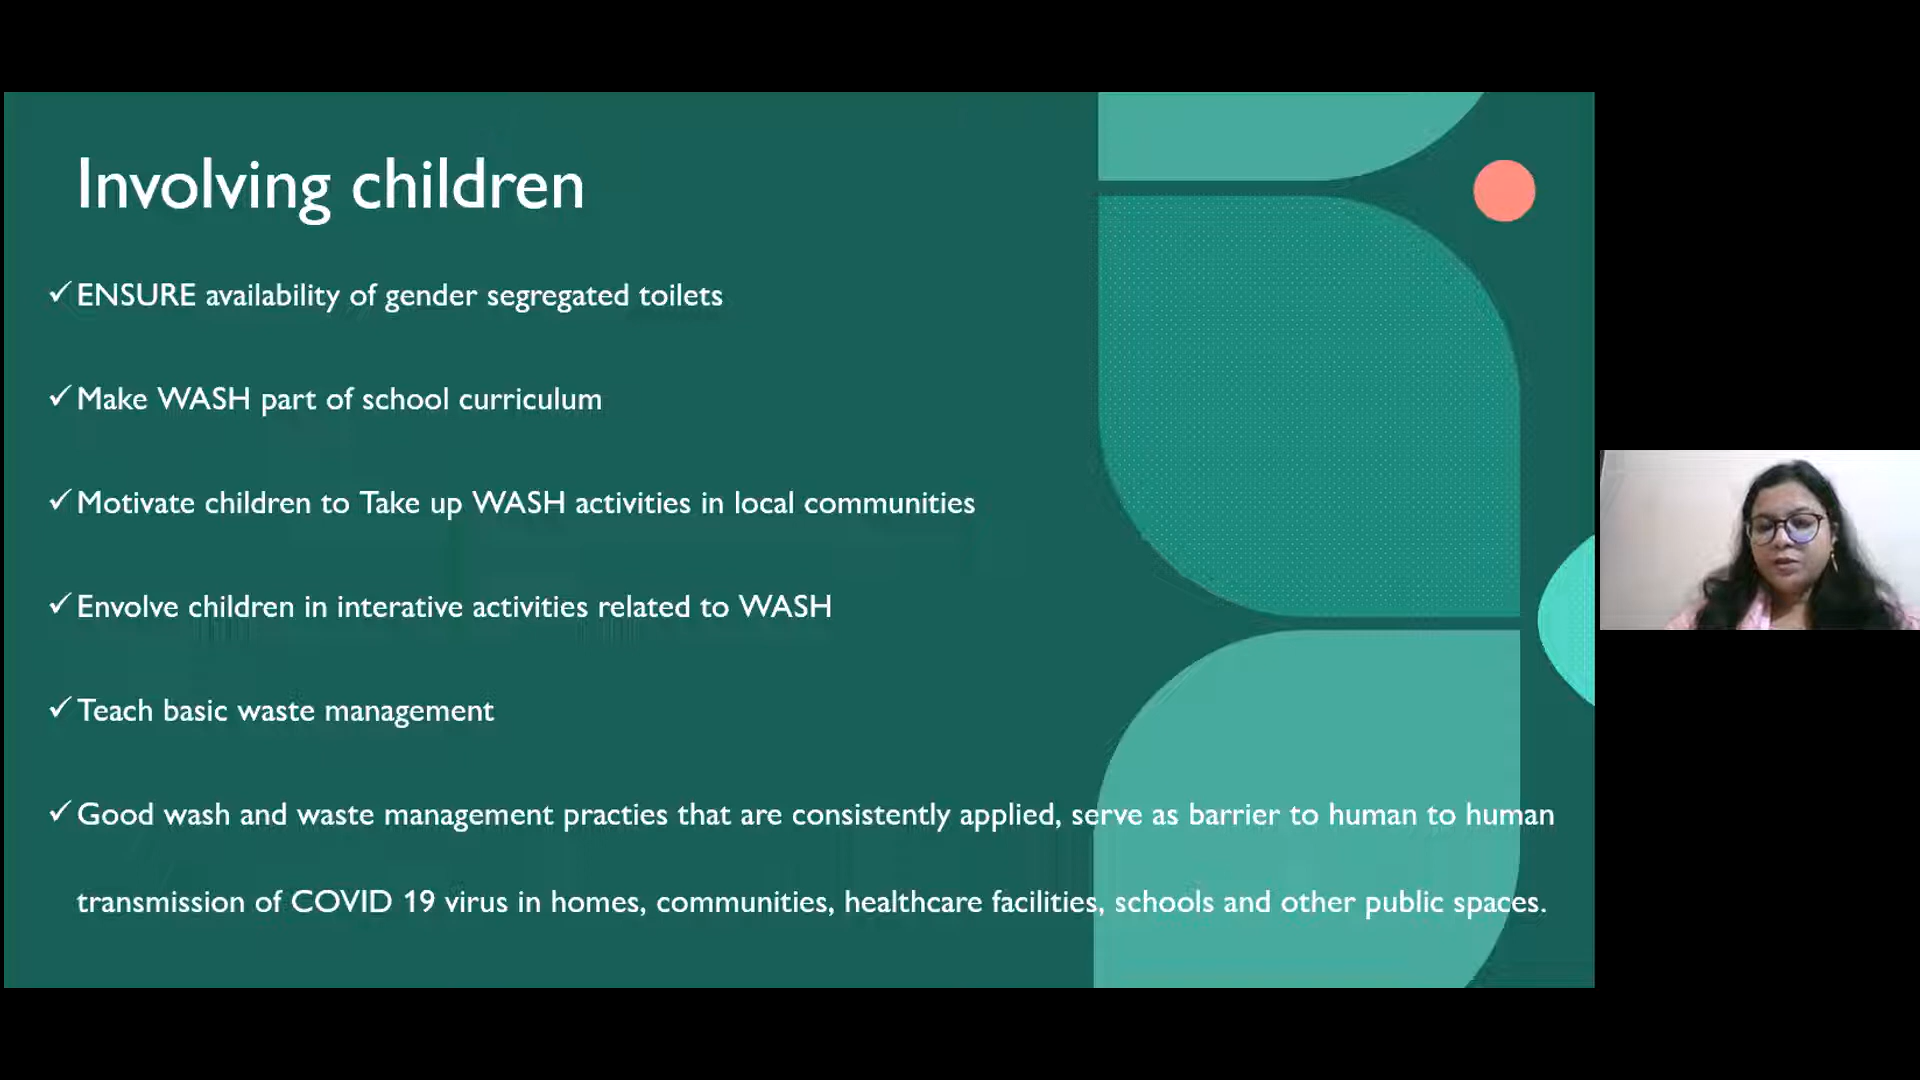 Involving children
✓ENSURE availability of gender segregated toilets
✓Make WASH part of school curriculum
✓Motivate children to Take up WASH activities in local communities
✓Envolve children in interative activities related to WASH
✓Teach basic waste management
✓Good wash and waste management practies that are consistently applied, serve as barrier to human to human
transmission of COVID 19 virus in homes, communities, healthcare facilities, schools and other public spaces.